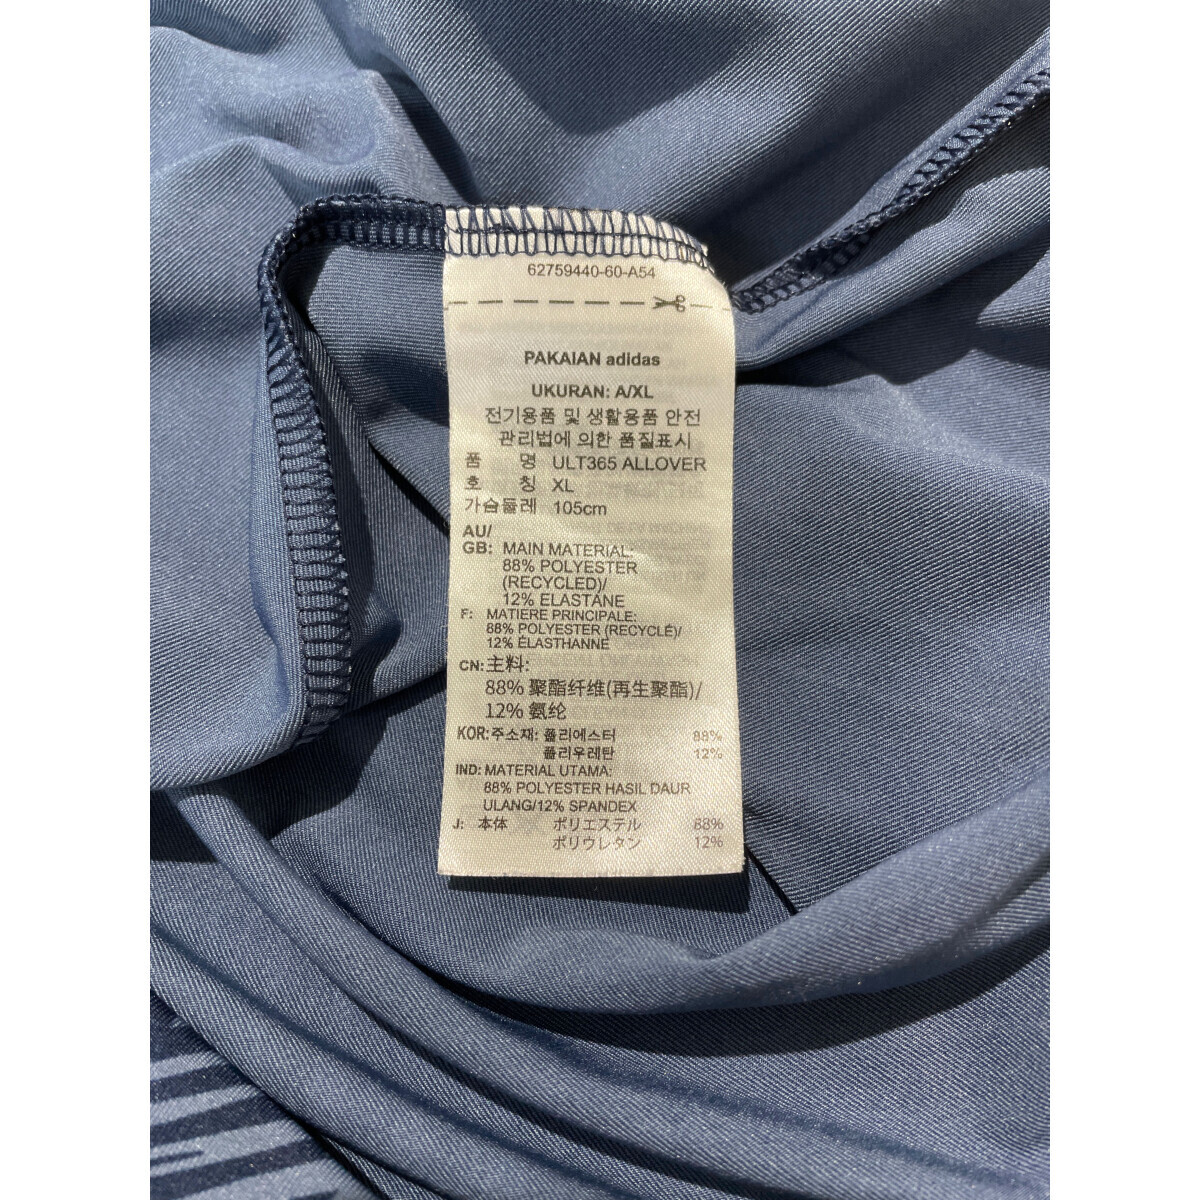 62759440-60-A54
PAKAIAN adidas
UKURAN: A/XL
전기용품 및 생활용품 안전
관리법에 의한 품질표시
품 명 ULT365 ALLOVER
호 칭 XL
가슴둘레 105cm
AU/
GB: MAIN MATERIAL:
88% POLYESTER
(RECYCLED)/
12% ELASTANE
F: MATIERE PRINCIPALE:
88% POLYESTER (RECYCLÉ)/
12% ÉLASTHANNE
CN: 主料:
88% 聚酯纤维(再生聚酯)/
12% 氨纶
KOR: 주소재: 폴리에스터 88%
폴리우레탄 12%
IND: MATERIAL UTAMA:
88% POLYESTER HASIL DAUR
ULANG/12% SPANDEX
J: 本体 ポリエステル 88%
ポリウレタン 12%